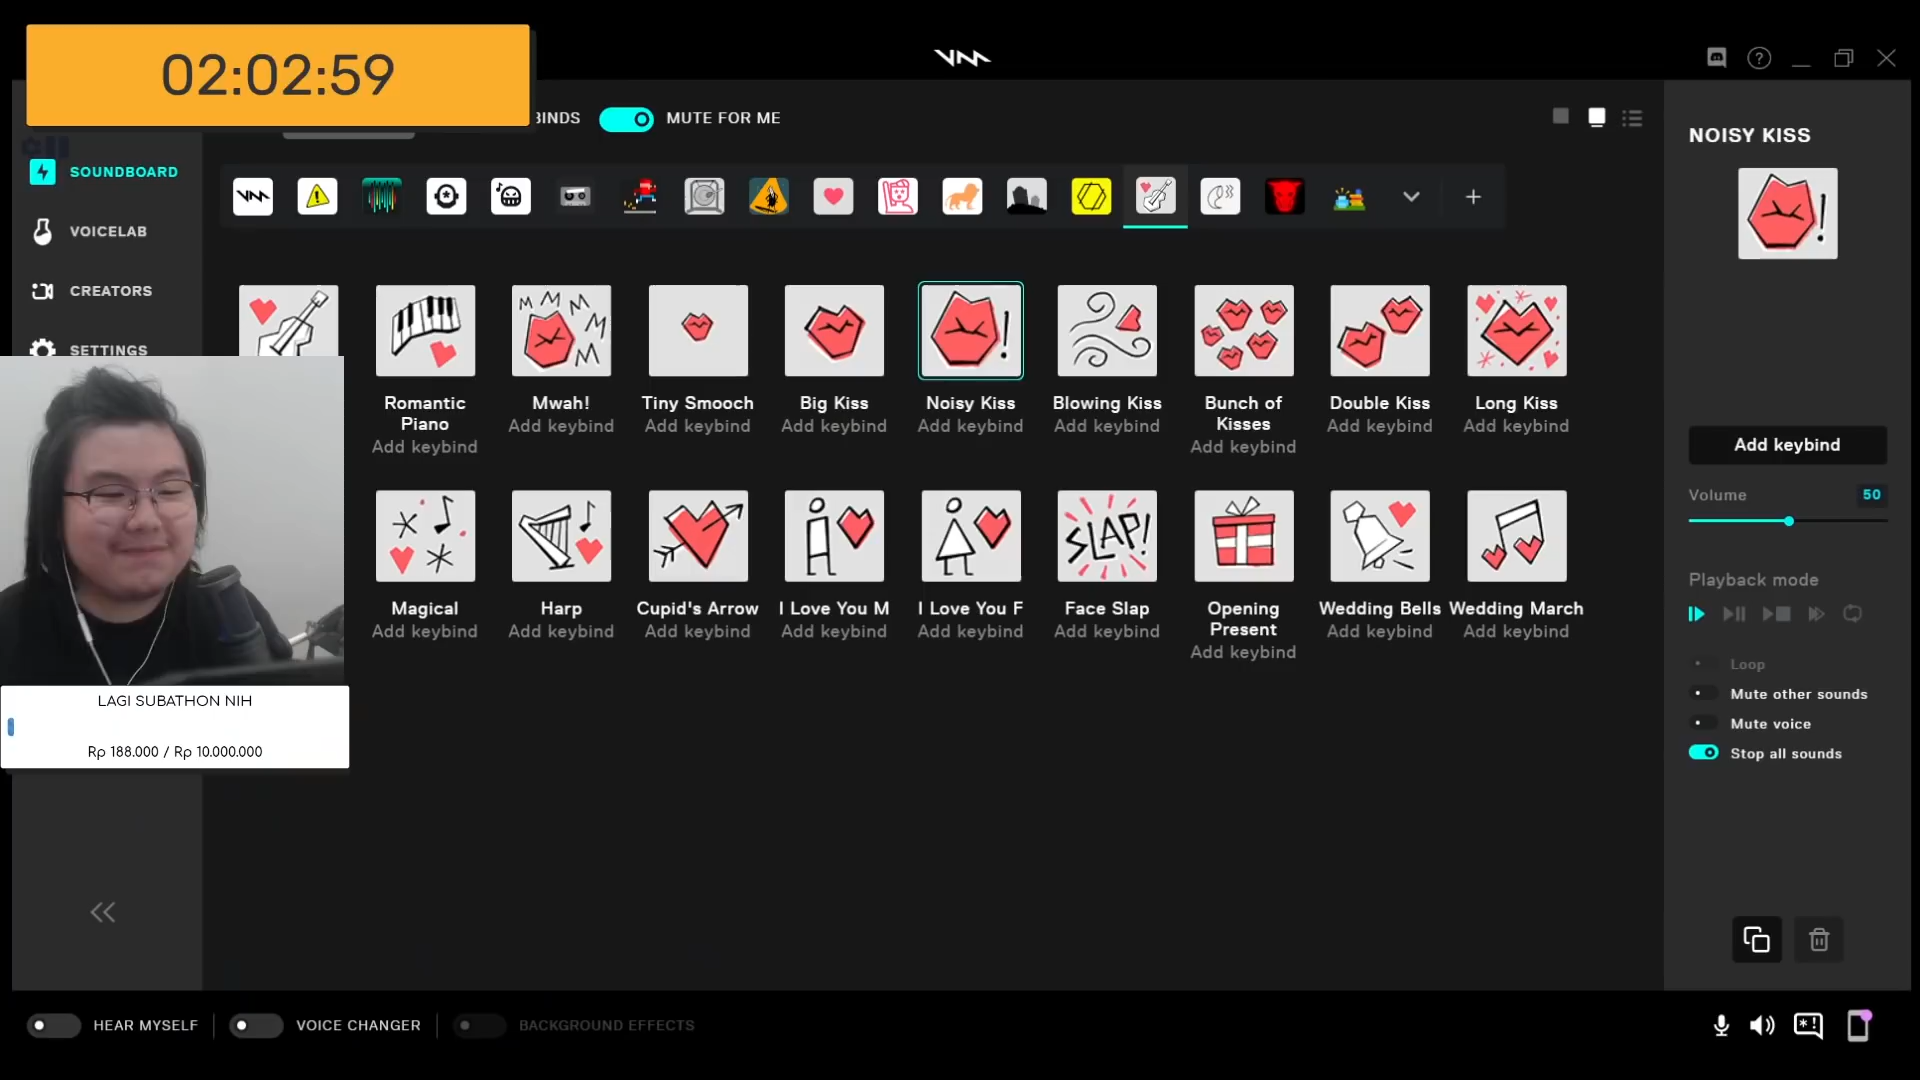 02:02:59
BINDS
MUTE FOR ME
NOISY KISS
SOUNDBOARD
VOICELAB
CREATORS
SETTINGS
Romantic Piano
Add keybind
Mwah!
Add keybind
Tiny Smooch
Add keybind
Big Kiss
Add keybind
Noisy Kiss
Add keybind
Blowing Kiss
Add keybind
Bunch of Kisses
Add keybind
Double Kiss
Add keybind
Long Kiss
Add keybind
Magical
Add keybind
Harp
Add keybind
Cupid's Arrow
Add keybind
I Love You M
Add keybind
I Love You F
Add keybind
SLAP!
Face Slap
Add keybind
Opening Present
Add keybind
Wedding Bells
Add keybind
Wedding March
Add keybind
Add keybind
Volume 50
Playback mode
Loop
Mute other sounds
Mute voice
Stop all sounds
LAGI SUBATHON NIH
Rp 188.000 / Rp 10.000.000
HEAR MYSELF
VOICE CHANGER
BACKGROUND EFFECTS